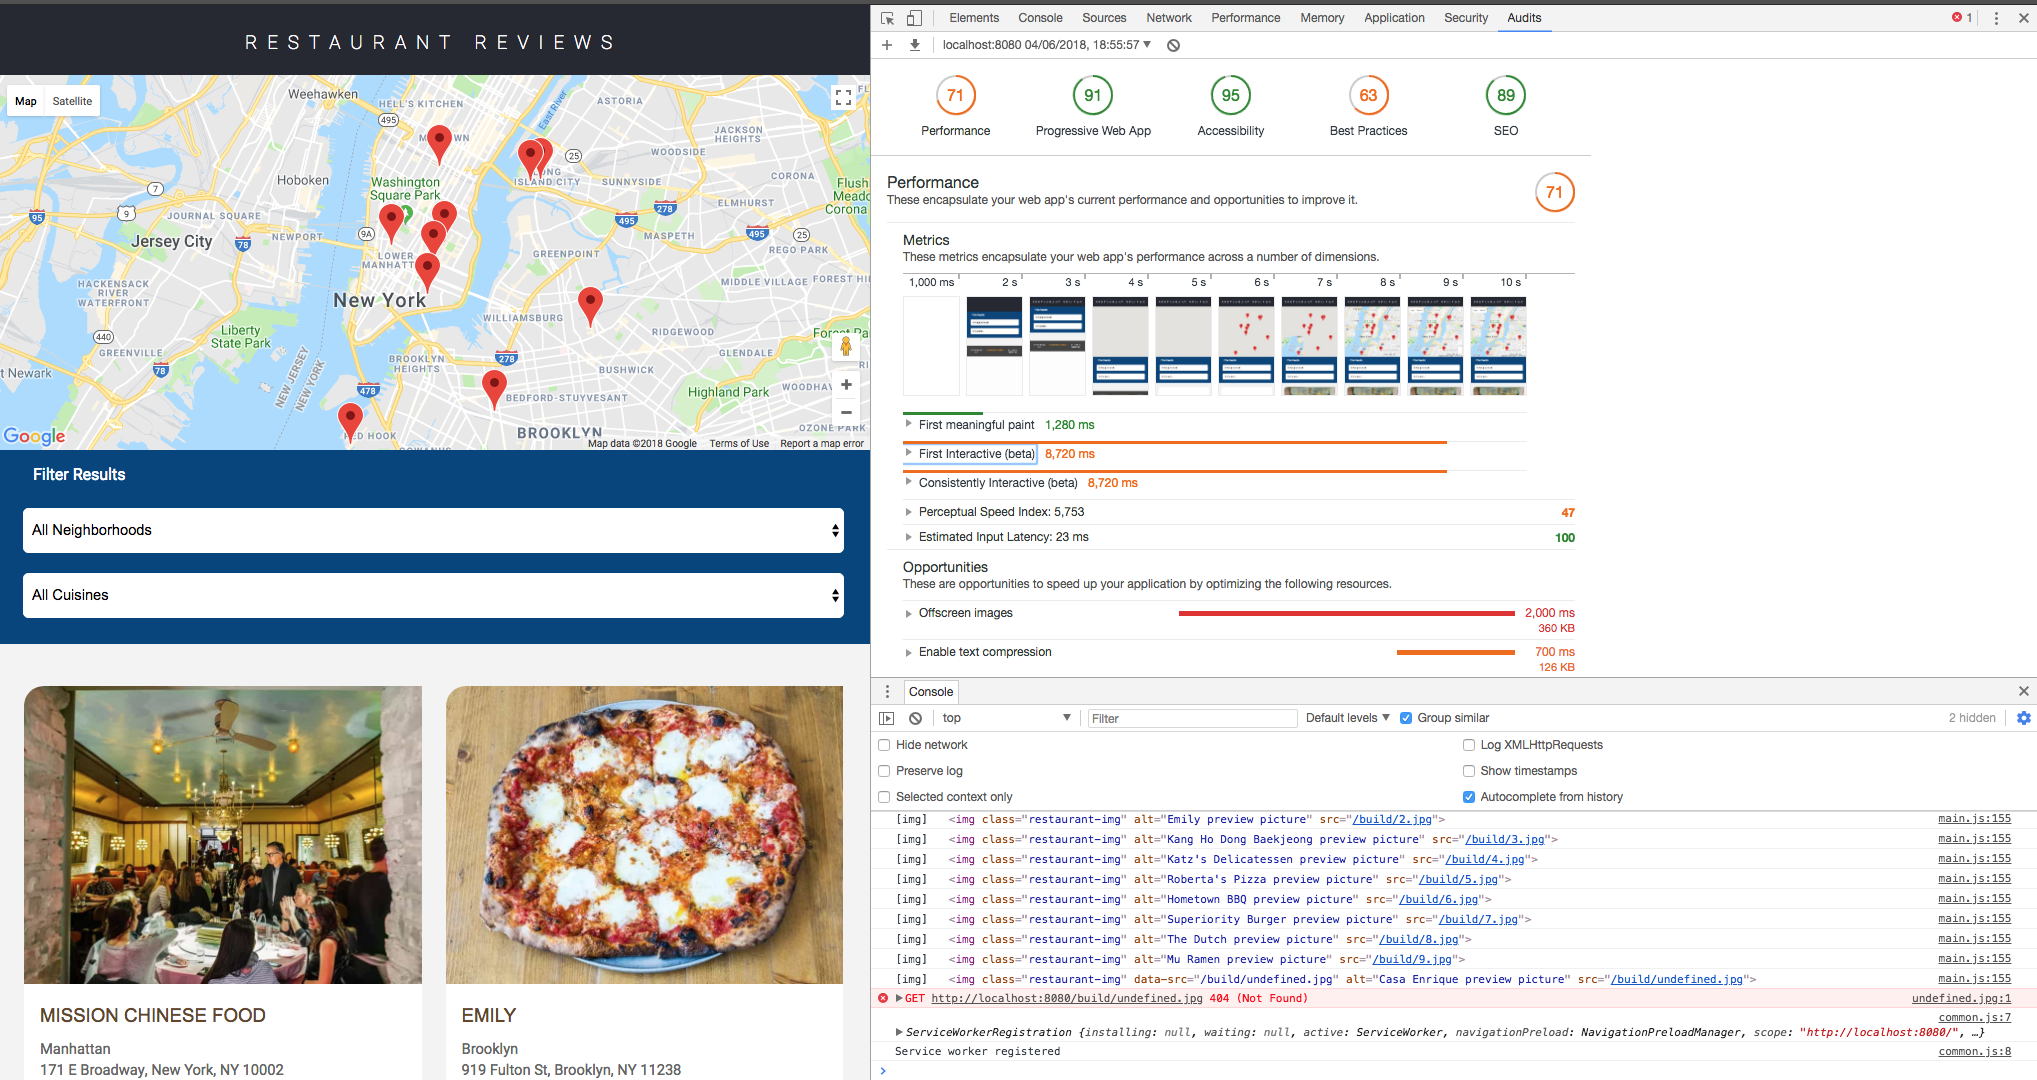 RESTAURANT REVIEWS
Map Satellite
Weehawken
HELL'S KITCHEN
495
East River
ASTORIA
JACKSON
HEIGHTS
25
WOODSIDE
Hoboken
Washington
Square Park
ISLAND CITY
SUNNYSIDE
CORONA
Flush
Meado
Corona
7
9
95
JOURNAL SQUARE
ELMHURST
278
495
495
25
Jersey City
78
NEWPORT
9A
LOWER
MANHATT
MASPETH
REGO PARK
GREENPOINT
HACKENSACK
RIVER
WATERFRONT
New York
MIDDLE VILLAGE
FOREST H
WILLIAMSBURG
Liberty
State Park
RIDGEWOOD
440
GREENVILLE
GLENDALE
t Newark
78
NEW JERSEY
NEW YORK
BROOKLYN
HEIGHTS
278
BUSHWICK
478
BEDFORD-STUYVESANT
Highland Park
WOODHAV
BROOKLYN
OZONE PARK
Google
Map data ©2018 Google Terms of Use Report a map error
Filter Results
All Neighborhoods
All Cuisines
MISSION CHINESE FOOD
Manhattan
171 E Broadway, New York, NY 10002
EMILY
Brooklyn
919 Fulton St, Brooklyn, NY 11238
Elements Console Sources Network Performance Memory Application Security Audits 1
localhost:8080 04/06/2018, 18:55:57
71 91 95 63 89
Performance Progressive Web App Accessibility Best Practices SEO
Performance
These encapsulate your web app's current performance and opportunities to improve it.
71
Metrics
These metrics encapsulate your web app's performance across a number of dimensions.
1,000 ms 2 s 3 s 4 s 5 s 6 s 7 s 8 s 9 s 10 s
First meaningful paint 1,280 ms
First Interactive (beta) 8,720 ms
Consistently Interactive (beta) 8,720 ms
Perceptual Speed Index: 5,753 47
Estimated Input Latency: 23 ms 100
Opportunities
These are opportunities to speed up your application by optimizing the following resources.
Offscreen images 2,000 ms
360 KB
Enable text compression 700 ms
126 KB
Console
top Filter Default levels Group similar 2 hidden
Hide network Log XMLHttpRequests
Preserve log Show timestamps
Selected context only Autocomplete from history
[img] <img class="restaurant-img" alt="Emily preview picture" src="/build/2.jpg"> main.js:155
[img] <img class="restaurant-img" alt="Kang Ho Dong Baekjeong preview picture" src="/build/3.jpg"> main.js:155
[img] <img class="restaurant-img" alt="Katz's Delicatessen preview picture" src="/build/4.jpg"> main.js:155
[img] <img class="restaurant-img" alt="Roberta's Pizza preview picture" src="/build/5.jpg"> main.js:155
[img] <img class="restaurant-img" alt="Hometown BBQ preview picture" src="/build/6.jpg"> main.js:155
[img] <img class="restaurant-img" alt="Superiority Burger preview picture" src="/build/7.jpg"> main.js:155
[img] <img class="restaurant-img" alt="The Dutch preview picture" src="/build/8.jpg"> main.js:155
[img] <img class="restaurant-img" alt="Mu Ramen preview picture" src="/build/9.jpg"> main.js:155
[img] <img class="restaurant-img" data-src="/build/undefined.jpg" alt="Casa Enrique preview picture" src="/build/undefined.jpg"> main.js:155
GET http://localhost:8080/build/undefined.jpg 404 (Not Found) undefined.jpg:1
common.js:7
ServiceWorkerRegistration {installing: null, waiting: null, active: ServiceWorker, navigationPreload: NavigationPreloadManager, scope: "http://localhost:8080/", …}
Service worker registered common.js:8